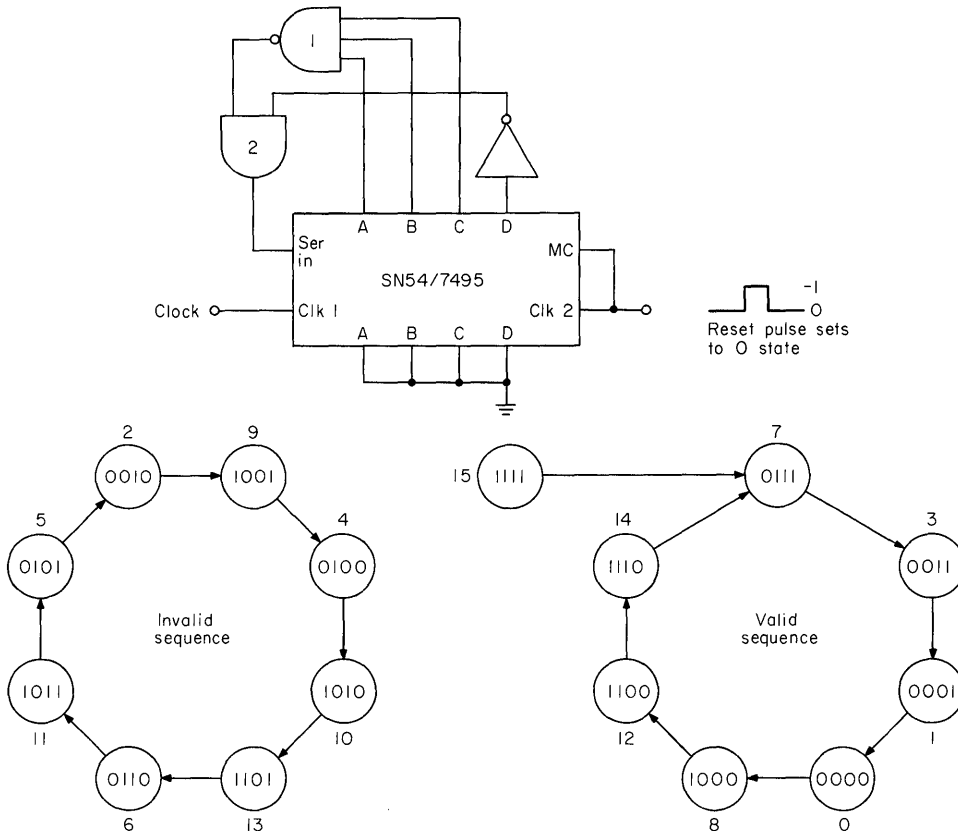 1
2
A B C D
Ser
in
MC
SN54/7495
Clock
Clk 1
Clk 2
A B C D
-1
0
Reset pulse sets
to 0 state
2
9
0010
1001
5
4
0101
0100
Invalid
sequence
1011
1010
11
10
0110
1101
6
13
7
15
1111
0111
14
3
1110
0011
Valid
sequence
1100
0001
12
1
1000
0000
8
0